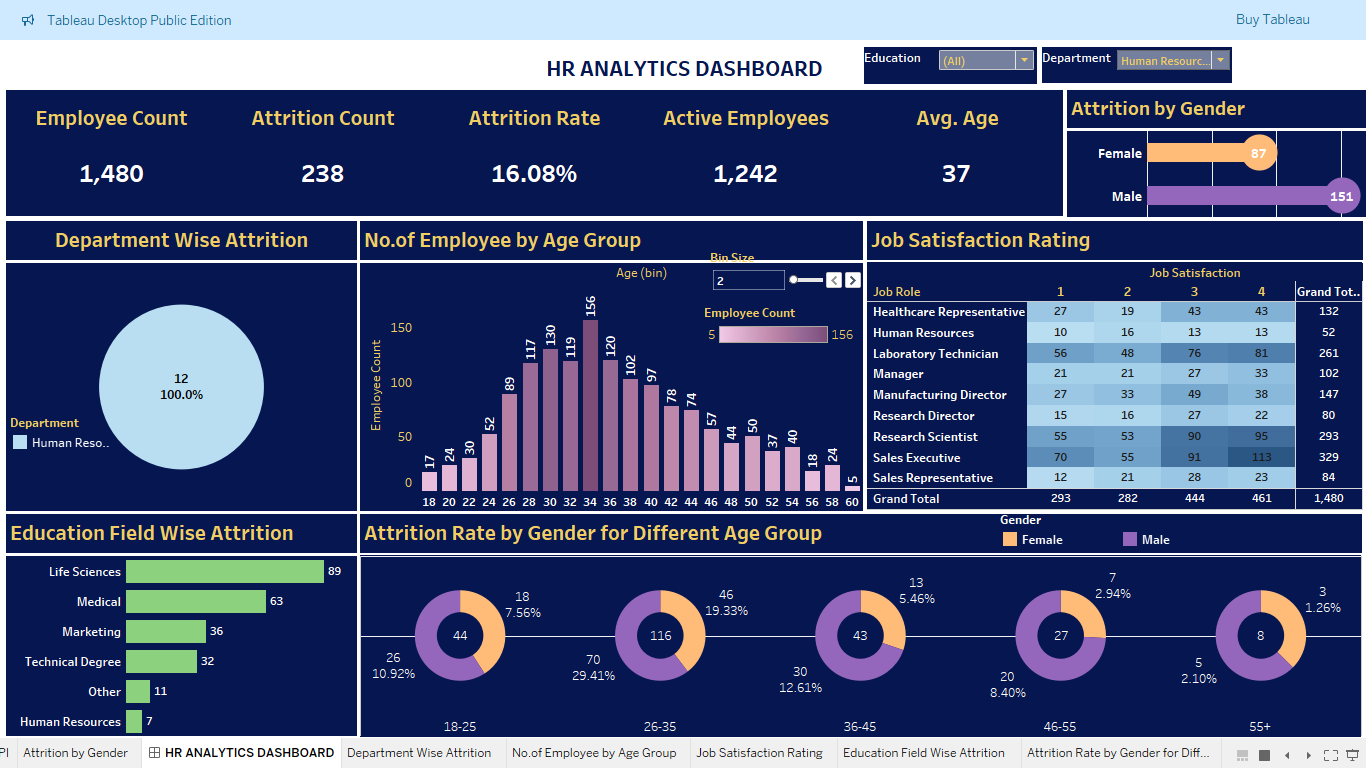 Tableau Desktop Public Edition
Buy Tableau
HR ANALYTICS DASHBOARD
Education
(All)
Department
Human Resourc...
Employee Count
Attrition Count
Attrition Rate
Active Employees
Avg. Age
1,480
238
16.08%
1,242
37
Attrition by Gender
Female
87
Male
151
Department Wise Attrition
12
100.0%
Department
Human Reso..
No.of Employee by Age Group
Bin Size
2
Age (bin)
Employee Count
5
156
Employee Count
150
100
50
0
17 24 30 52 89 117 130 119 156 120 102 97 78 74 57 44 50 37 40 18 24 5
18 20 22 24 26 28 30 32 34 36 38 40 42 44 46 48 50 52 54 56 58 60
Job Satisfaction Rating
Job Satisfaction
Job Role 1 2 3 4 Grand Tot..
Healthcare Representative 27 19 43 43 132
Human Resources 10 16 13 13 52
Laboratory Technician 56 48 76 81 261
Manager 21 21 27 33 102
Manufacturing Director 27 33 49 38 147
Research Director 15 16 27 22 80
Research Scientist 55 53 90 95 293
Sales Executive 70 55 91 113 329
Sales Representative 12 21 28 23 84
Grand Total 293 282 444 461 1,480
Education Field Wise Attrition
Life Sciences 89
Medical 63
Marketing 36
Technical Degree 32
Other 11
Human Resources 7
Attrition Rate by Gender for Different Age Group
Gender
Female
Male
18
7.56%
44
26
10.92%
18-25
46
19.33%
116
70
29.41%
26-35
13
5.46%
43
30
12.61%
36-45
7
2.94%
27
20
8.40%
46-55
3
1.26%
8
5
2.10%
55+
PI
Attrition by Gender
HR ANALYTICS DASHBOARD
Department Wise Attrition
No.of Employee by Age Group
Job Satisfaction Rating
Education Field Wise Attrition
Attrition Rate by Gender for Diff...